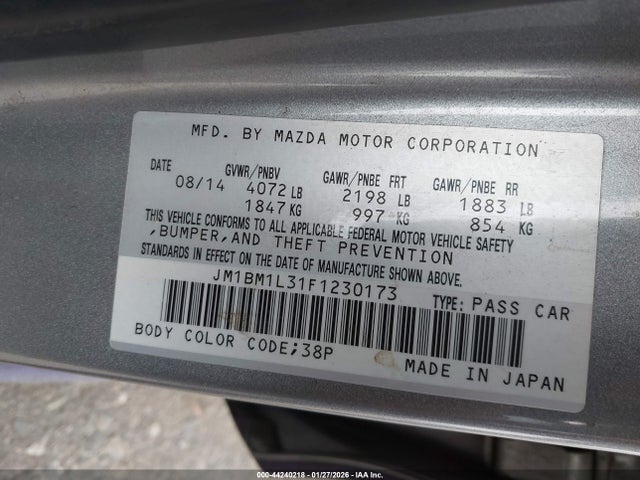 MFD. BY MAZDA MOTOR CORPORATION
DATE GVWR/PNBV GAWR/PNBE FRT GAWR/PNBE RR
08/14 4072 LB 2198 LB 1883 LB
1847 KG 997 KG 854 KG
THIS VEHICLE CONFORMS TO ALL APPLICABLE FEDERAL MOTOR VEHICLE SAFETY
,BUMPER,AND THEFT PREVENTION
STANDARDS IN EFFECT ON THE DATE OF MANUFACTURE SHOWN ABOVE.
JM1BM1L31F1230173 TYPE: PASS CAR
BODY COLOR CODE;38P MADE IN JAPAN
000-44240218 - 01/27/2026 - IAAI, Inc.